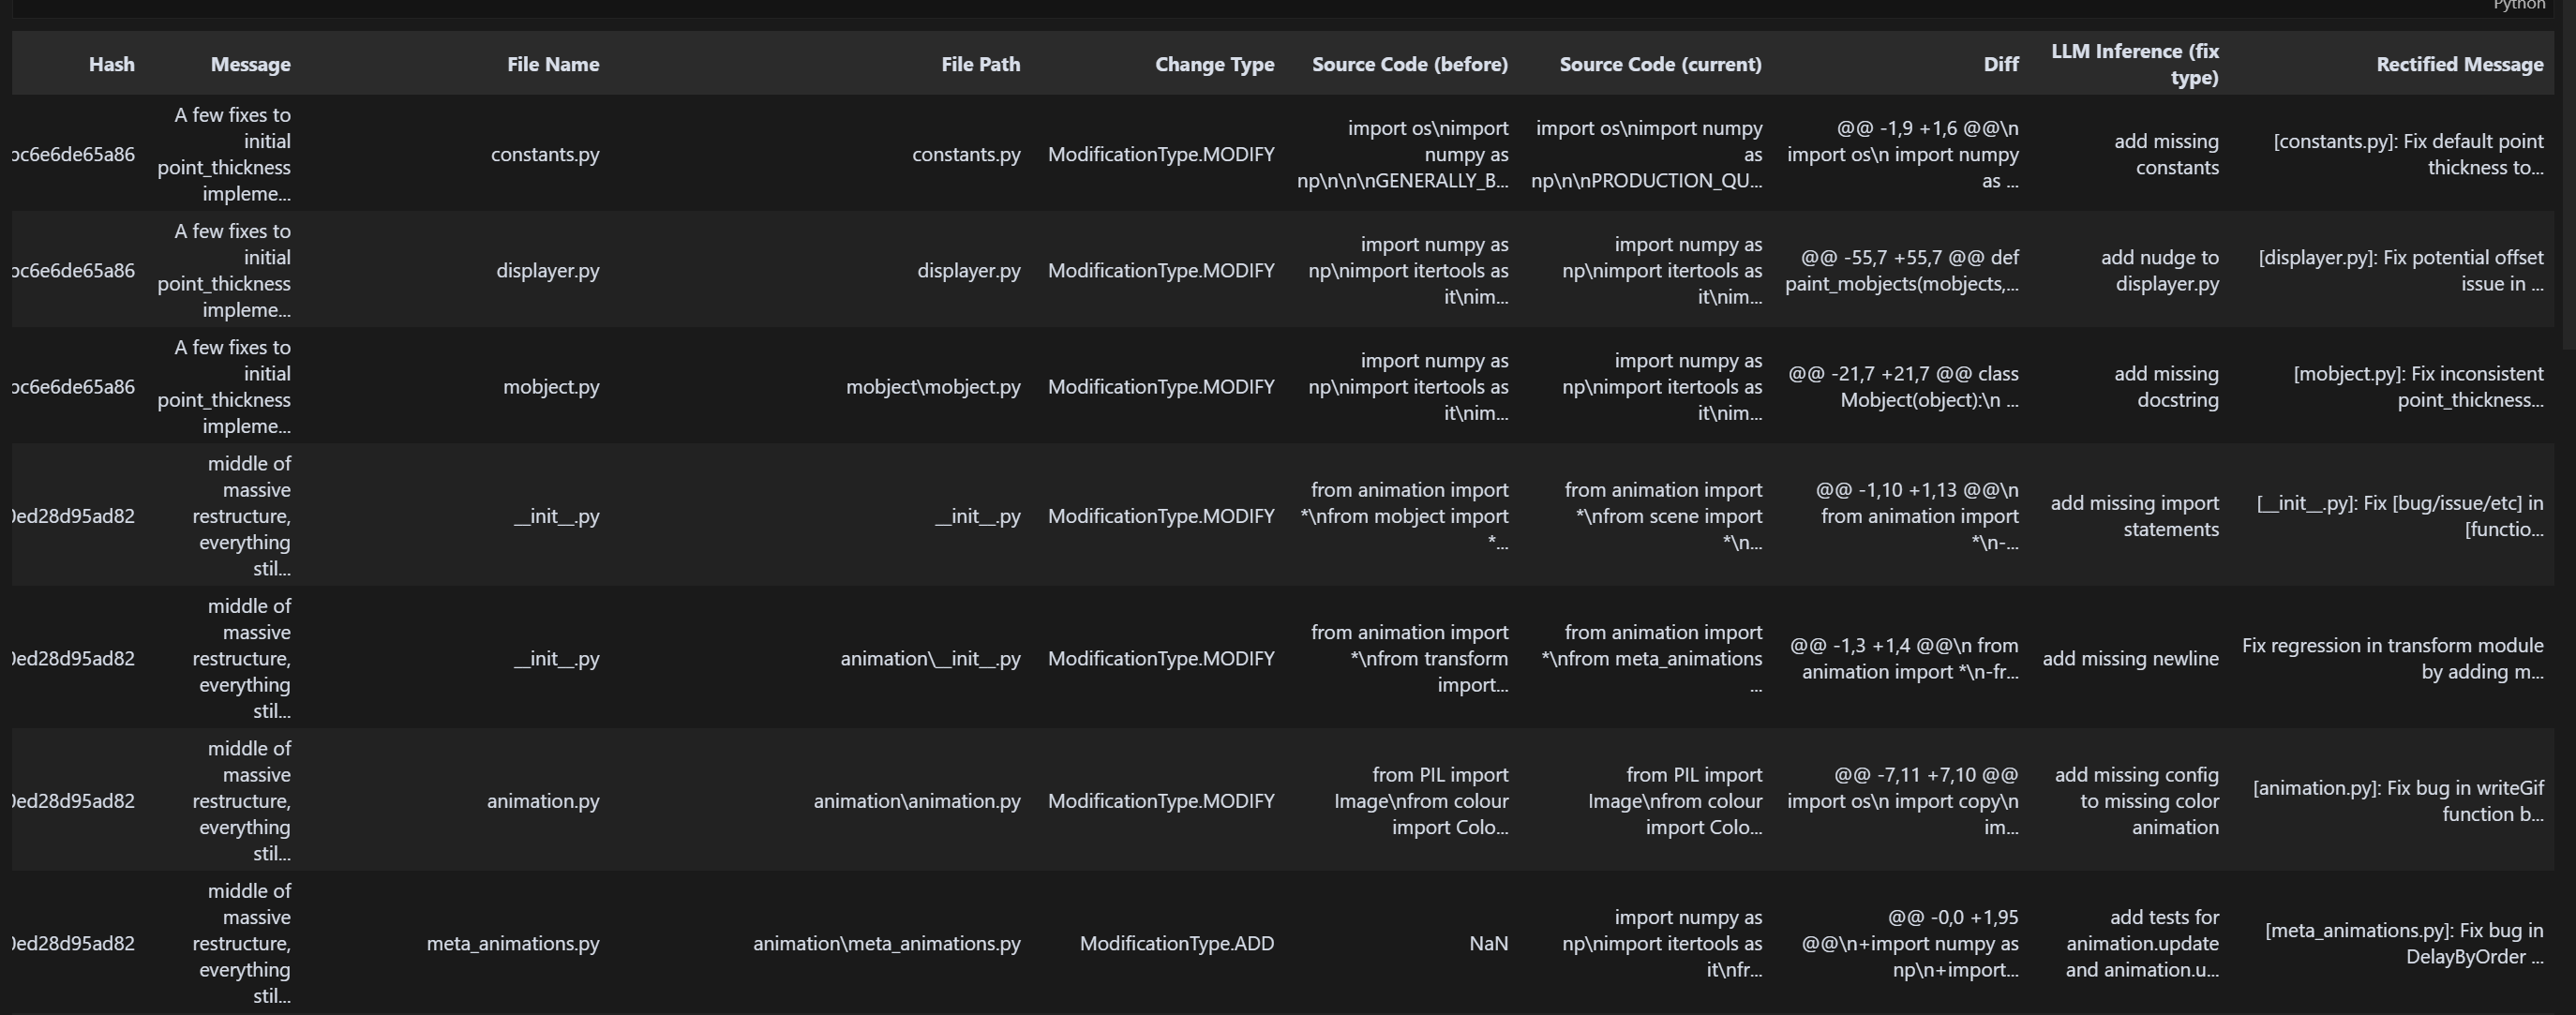 Python
Hash Message File Name File Path Change Type Source Code (before) Source Code (current) Diff LLM Inference (fix type) Rectified Message
bc6e6de65a86 A few fixes to initial point_thickness impleme... constants.py constants.py ModificationType.MODIFY import os\nimport numpy as np\n\n\nGENERALLY_B... import os\nimport numpy as np\n\nPRODUCTION_QU... @@ -1,9 +1,6 @@\n import os\n import numpy as ... add missing constants [constants.py]: Fix default point thickness to...
bc6e6de65a86 A few fixes to initial point_thickness impleme... displayer.py displayer.py ModificationType.MODIFY import numpy as np\nimport itertools as it\nim... import numpy as np\nimport itertools as it\nim... @@ -55,7 +55,7 @@ def paint_mobjects(mobjects,... add nudge to displayer.py [displayer.py]: Fix potential offset issue in ...
bc6e6de65a86 A few fixes to initial point_thickness impleme... mobject.py mobject\mobject.py ModificationType.MODIFY import numpy as np\nimport itertools as it\nim... import numpy as np\nimport itertools as it\nim... @@ -21,7 +21,7 @@ class Mobject(object):\n ... add missing docstring [mobject.py]: Fix inconsistent point_thickness...
0ed28d95ad82 middle of massive restructure, everything stil... __init__.py __init__.py ModificationType.MODIFY from animation import *\nfrom mobject import *... from animation import *\nfrom scene import *\n... @@ -1,10 +1,13 @@\n from animation import *\n-... add missing import statements [__init__.py]: Fix [bug/issue/etc] in [functio...
0ed28d95ad82 middle of massive restructure, everything stil... __init__.py animation\__init__.py ModificationType.MODIFY from animation import *\nfrom transform import... from animation import *\nfrom meta_animations ... @@ -1,3 +1,4 @@\n from animation import *\n-fr... add missing newline Fix regression in transform module by adding m...
0ed28d95ad82 middle of massive restructure, everything stil... animation.py animation\animation.py ModificationType.MODIFY from PIL import Image\nfrom colour import Colo... from PIL import Image\nfrom colour import Colo... @@ -7,11 +7,10 @@ import os\n import copy\n im... add missing config to missing color animation [animation.py]: Fix bug in writeGif function b...
0ed28d95ad82 middle of massive restructure, everything stil... meta_animations.py animation\meta_animations.py ModificationType.ADD NaN import numpy as np\nimport itertools as it\nfr... @@ -0,0 +1,95 @@\n+import numpy as np\n+import... add tests for animation.update and animation.u... [meta_animations.py]: Fix bug in DelayByOrder ...